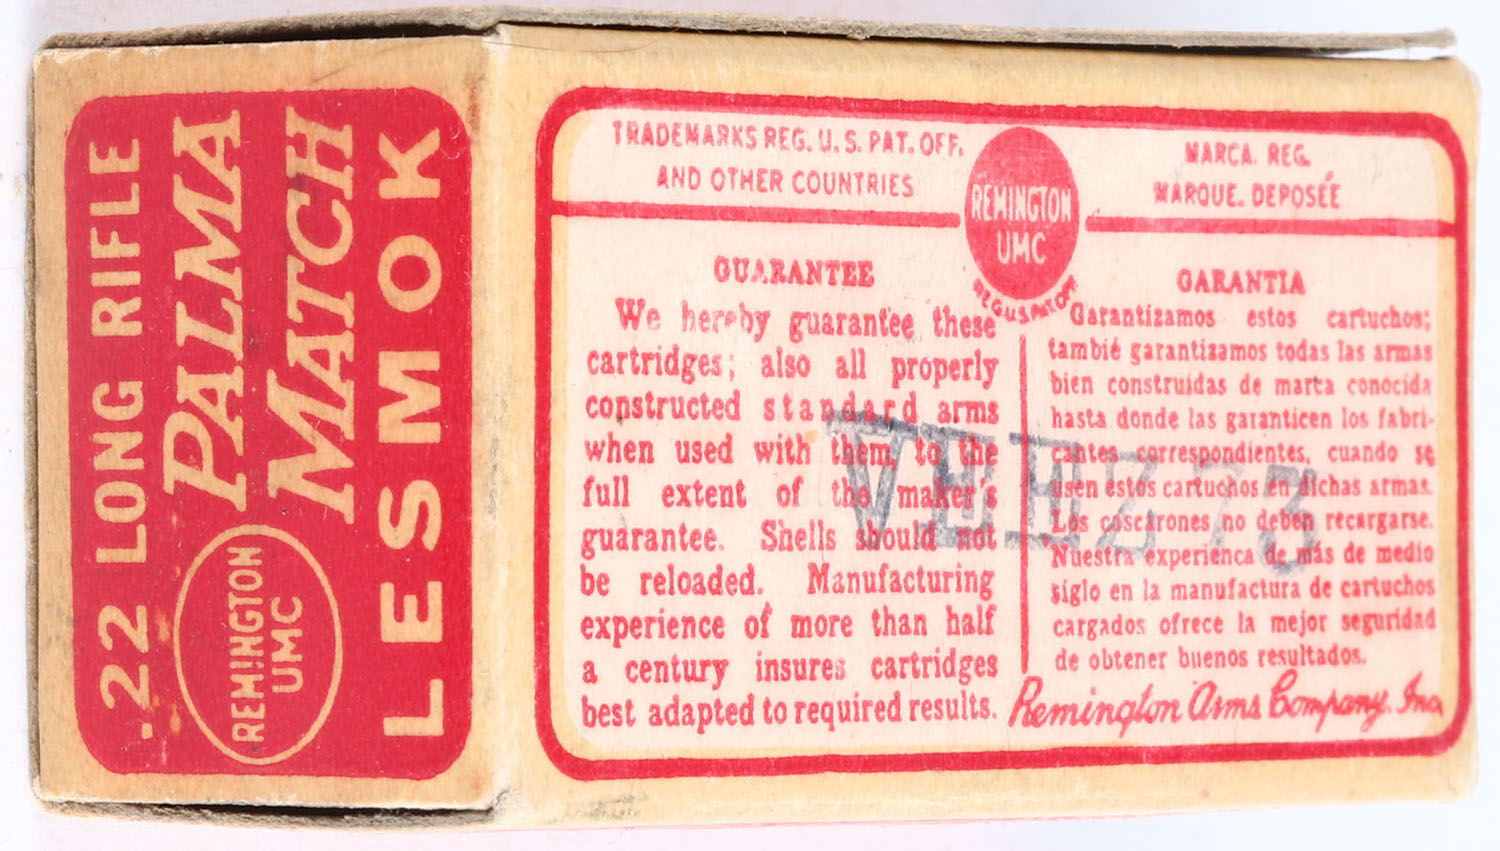 .22 LONG RIFLE
PALMA
MATCH
LESMOK
REMINGTON
UMC
TRADEMARKS REG. U.S. PAT. OFF.
AND OTHER COUNTRIES
REMINGTON
UMC
REG. U.S. PAT. OFF.
MARCA. REG.
MARQUE. DEPOSÉE
GUARANTEE
We hereby guarantee these
cartridges; also all properly
constructed standard arms
when used with them, to the
full extent of the maker's
guarantee. Shells should not
be reloaded. Manufacturing
experience of more than half
a century insures cartridges
best adapted to required results.
GARANTIA
Garantizamos estos cartuchos;
tambié garantizamos todas las armas
bien construidas de marta conocida
hasta donde las garanticen los fabri-
cantes correspondientes, cuando se
usen estos cartuchos en dichas armas.
Los coscarones no deben recargarse.
Nuestra experienca de más de medio
siglo en la manufactura de cartuchos
cargados ofrece la mejor seguridad
de obtener buenos resultados.
Remington Arms Company, Inc.